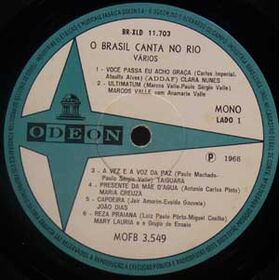 BR-XLD 11.703
O BRASIL CANTA NO RIO
VÁRIOS
1 - VOCÊ PASSA EU ACHO GRAÇA (Carlos Imperial-
Ataulfo Alves) (ADDAF) CLARA NUNES
2 - ULTIMATUM (Marcos Valle-Paulo Sérgio Valle)
MARCOS VALLE com Anamaria Valle
MONO
LADO 1
ODEON
℗ 1968
3 - A VEZ E A VOZ DA PAZ (Paulo Machado-
Paulo Sérgio-Valle) TAIGUARA
4 - PRESENTE DA MÃE D'AGUA (Antonio Carlos Pinto)
MARIA CREUZA
5 - CAPOEIRA (Jair Amorim-Evaldo Gouveia)
JOÃO DIAS
6 - REZA PRAIANA (Luiz Paulo Pôrto-Miguel Coelho)
MARY LAURIA e o Grupo de Ensaio
MOFB 3.549